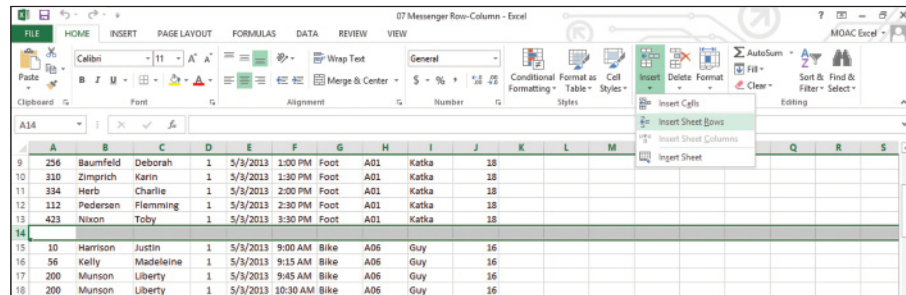 07 Messenger Row-Column - Excel
FILE HOME INSERT PAGE LAYOUT FORMULAS DATA REVIEW VIEW MOAC Excel
Calibri 11 Wrap Text General AutoSum
Paste B I U Merge & Center $ % Conditional Formatting Format as Table Cell Styles Insert Delete Format Fill Clear Sort & Filter Find & Select
Clipboard Font Alignment Number Styles Editing
Insert Cells
Insert Sheet Rows
Insert Sheet Columns
Insert Sheet
A14 fx
A B C D E F G H I J K L M Q R S
9 256 Baumfeld Deborah 1 5/3/2013 1:00 PM Foot A01 Katka 18
10 310 Zimprich Karin 1 5/3/2013 1:30 PM Foot A01 Katka 18
11 334 Herb Charlie 1 5/3/2013 2:00 PM Foot A01 Katka 18
12 112 Pedersen Flemming 1 5/3/2013 2:30 PM Foot A01 Katka 18
13 423 Nixon Toby 1 5/3/2013 3:30 PM Foot A01 Katka 18
14
15 10 Harrison Justin 1 5/3/2013 9:00 AM Bike A06 Guy 16
16 56 Kelly Madeleine 1 5/3/2013 9:15 AM Bike A06 Guy 16
17 200 Munson Liberty 1 5/3/2013 9:45 AM Bike A06 Guy 16
18 200 Munson Liberty 1 5/3/2013 10:30 AM Bike A06 Guy 16